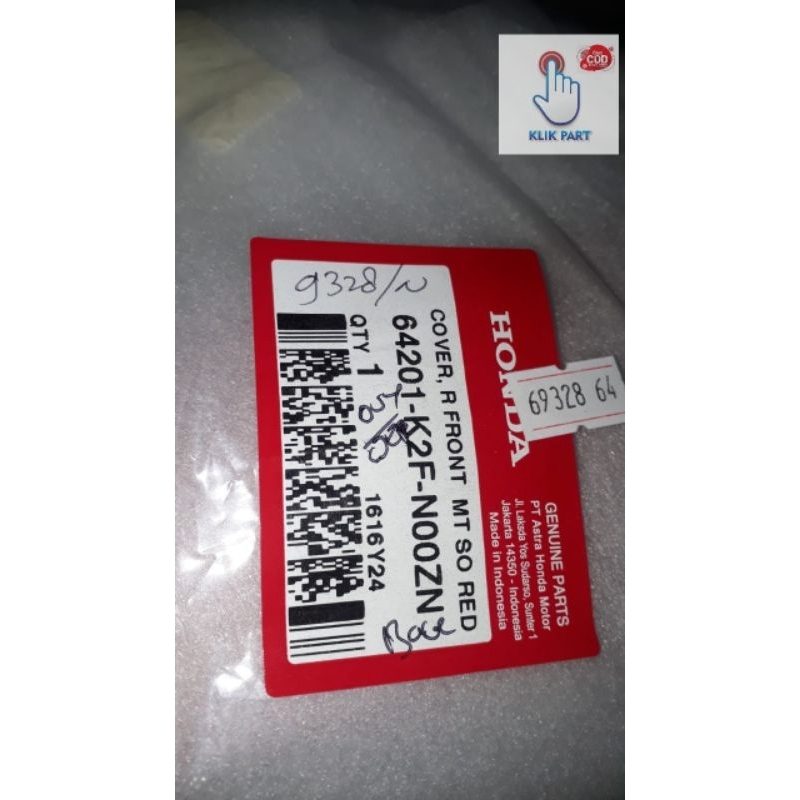 COD
KLIK PART
9328/N
COVER, R FRONT MT SO RED
64201-K2F-N00ZN
QTY 1
1616Y24
HONDA
69328 64
GENUINE PARTS
PT Astra Honda Motor
Jl. Laksda Yos Sudarso, Sunter 1
Jakarta 14350 - Indonesia
Made in Indonesia